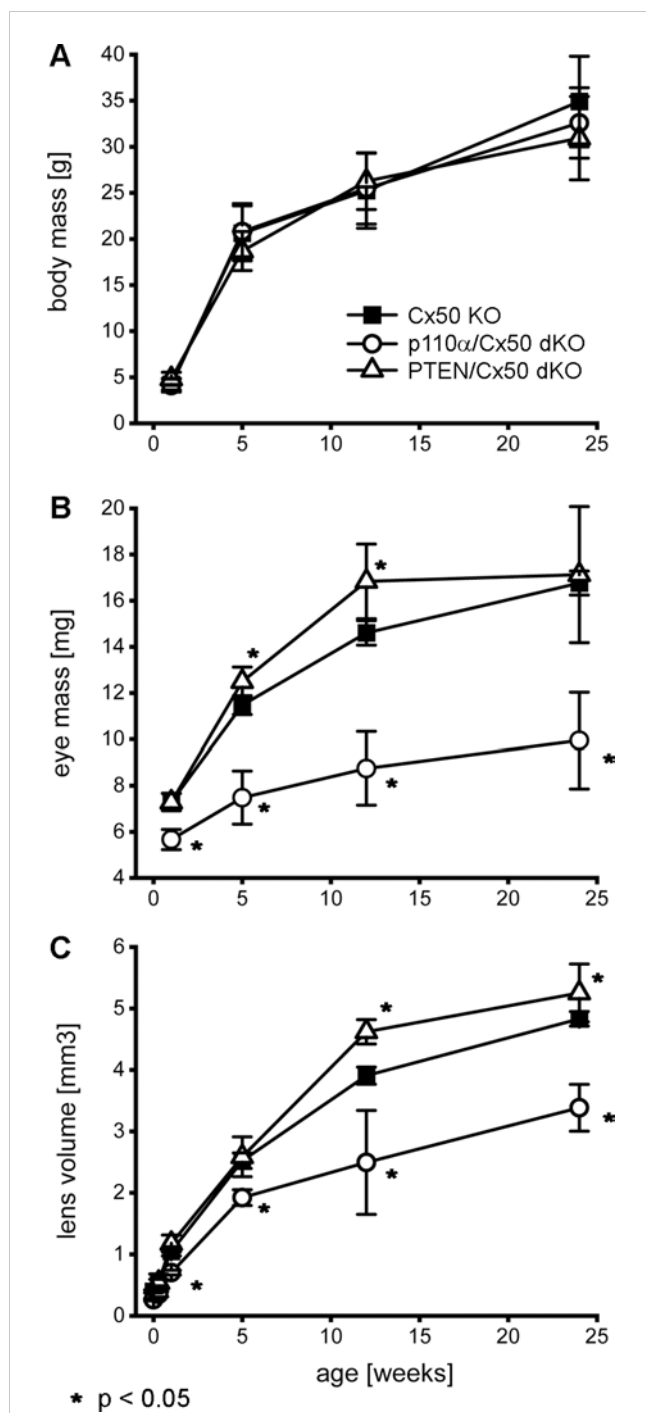 A
40
35
30
25
20
15
10
5
0
body mass [g]
Cx50 KO
p110α/Cx50 dKO
PTEN/Cx50 dKO
0 5 10 15 20 25
B
20
18
16
14
12
10
8
6
4
eye mass [mg]
*
*
*
*
*
*
0 5 10 15 20 25
C
6
5
4
3
2
1
0
lens volume [mm3]
*
*
*
*
*
*
0 5 10 15 20 25
age [weeks]
* p < 0.05